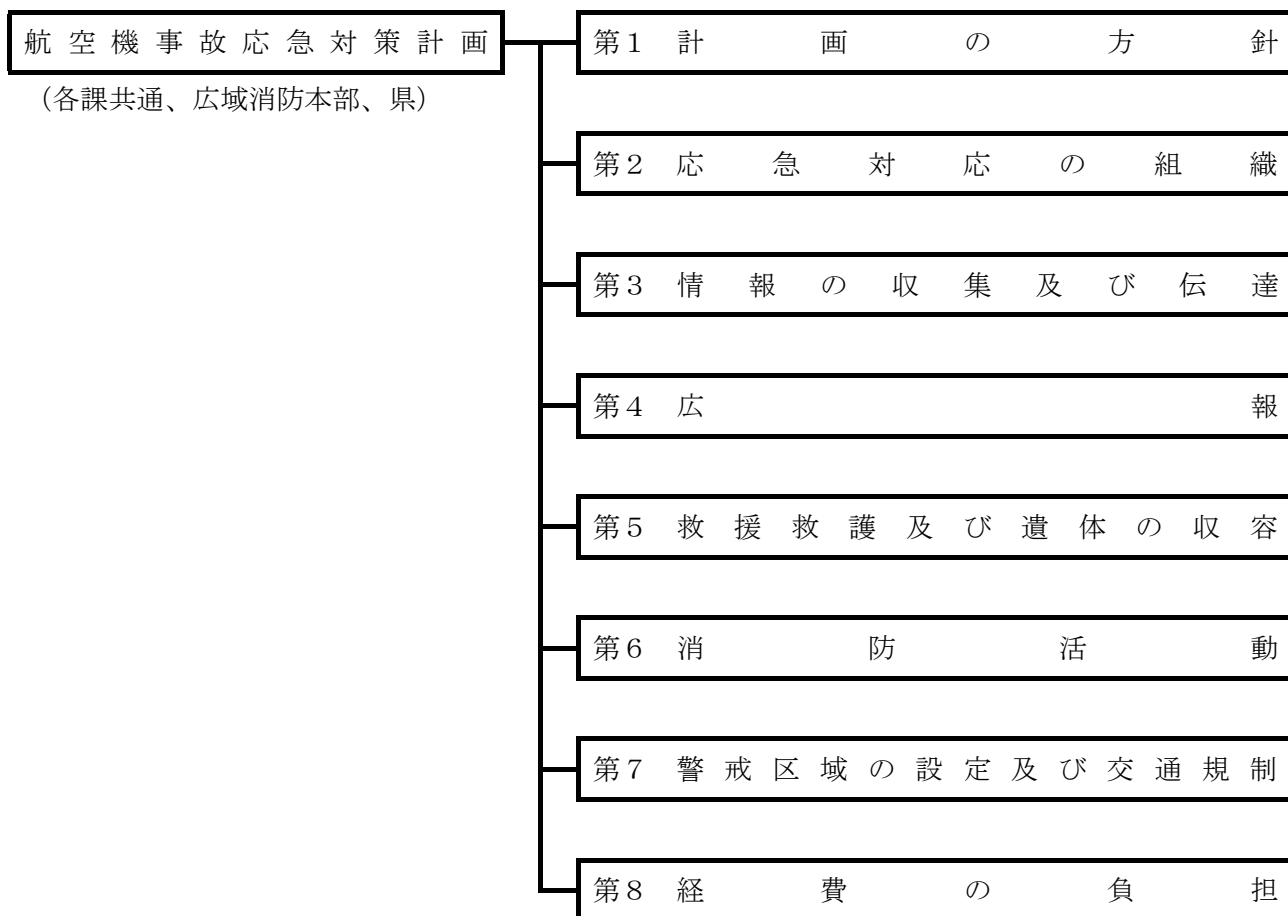 航空機事故応急対策計画
（各課共通、広域消防本部、県）
第1 計画の方針
第2 応急対応の組織
第3 情報の収集及び伝達
第4 広報
第5 救援救護及び遺体の収容
第6 消防活動
第7 警戒区域の設定及び交通規制
第8 経費の負担